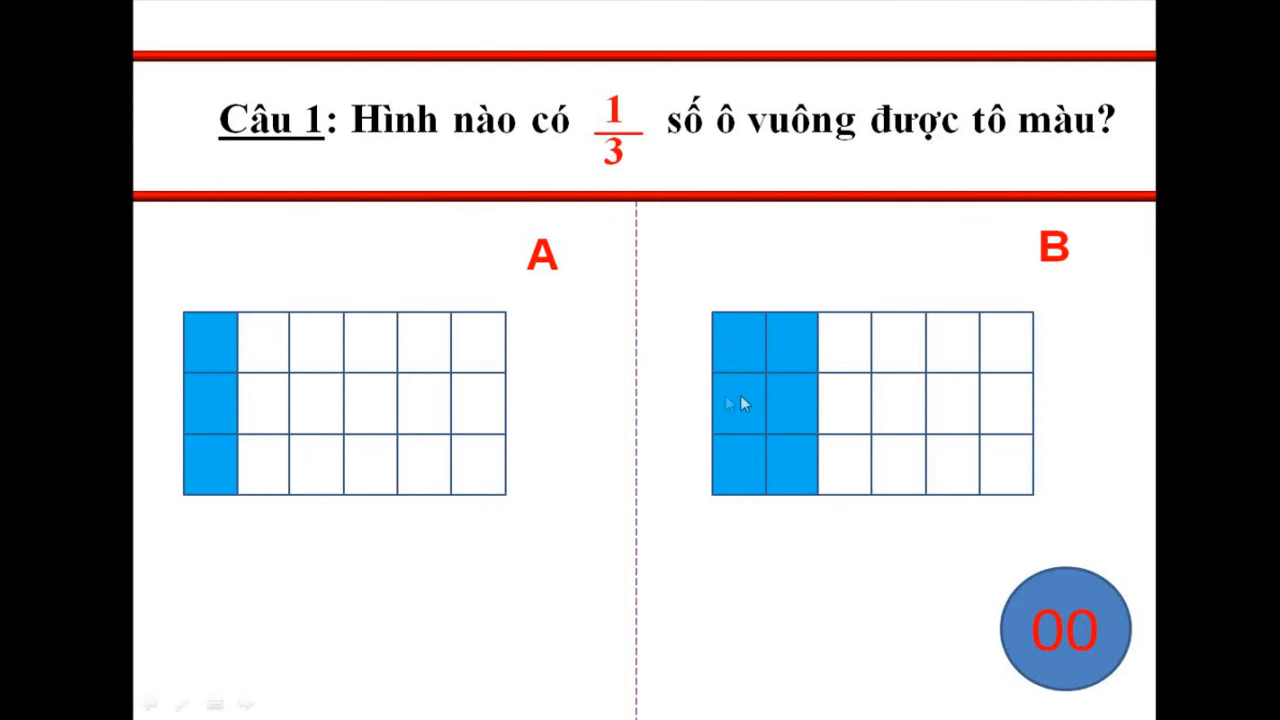 Câu 1: Hình nào có 1/3 số ô vuông được tô màu?
A
B
00